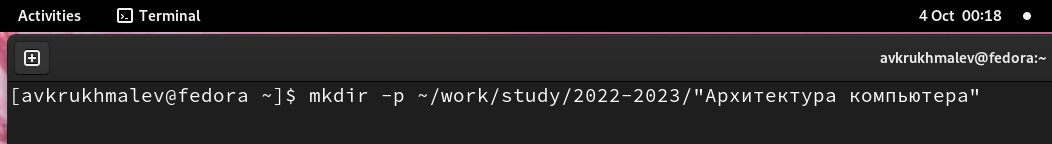 Activities Terminal 4 Oct 00:18
avkrukhmalev@fedora:~
[avkrukhmalev@fedora ~]$ mkdir -p ~/work/study/2022-2023/"Архитектура компьютера"